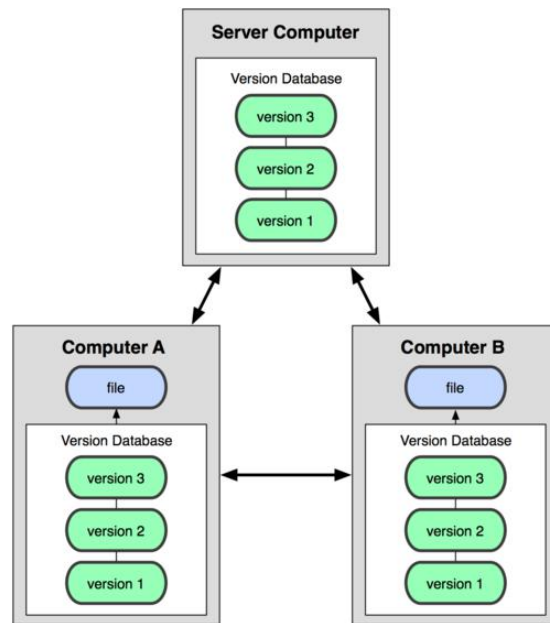 Server Computer
Version Database
version 3
version 2
version 1
Computer A
file
Version Database
version 3
version 2
version 1
Computer B
file
Version Database
version 3
version 2
version 1